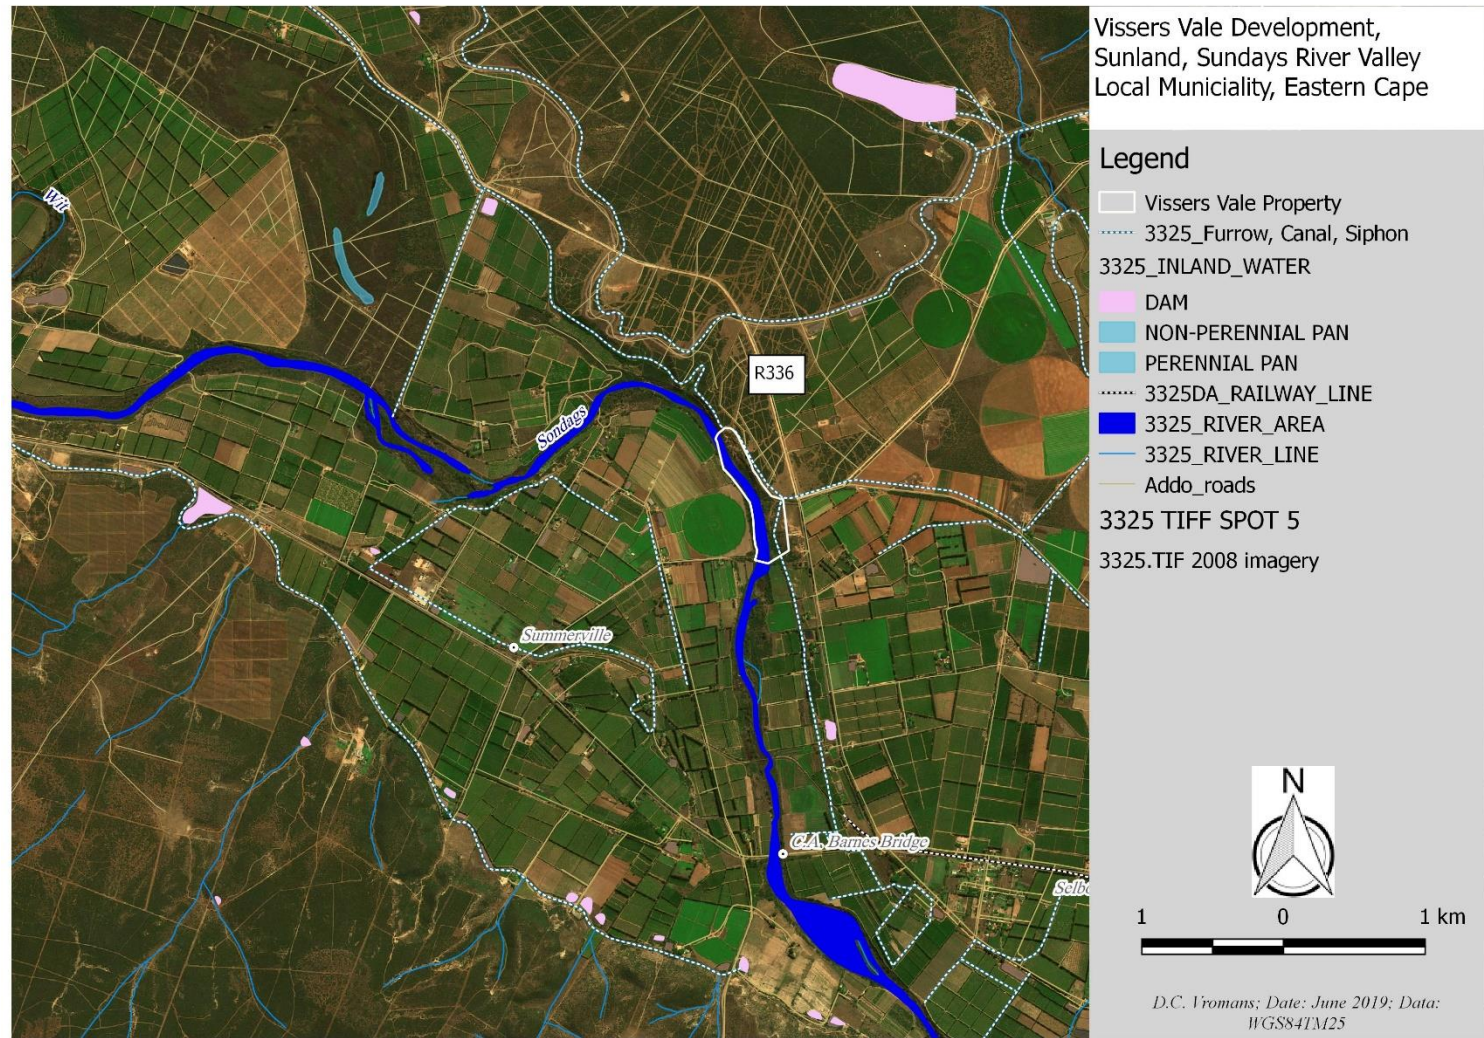 Vissers Vale Development,
Sunland, Sundays River Valley
Local Municiality, Eastern Cape
Legend
Vissers Vale Property
3325_Furrow, Canal, Siphon
3325_INLAND_WATER
DAM
NON-PERENNIAL PAN
PERENNIAL PAN
3325DA_RAILWAY_LINE
3325_RIVER_AREA
3325_RIVER_LINE
Addo_roads
3325 TIFF SPOT 5
3325.TIF 2008 imagery
N
1 0 1 km
D.C. Vromans; Date: June 2019; Data:
WGS84TM25
Wit
R336
Sondags
Summerville
C.A. Barnes Bridge
Selbo